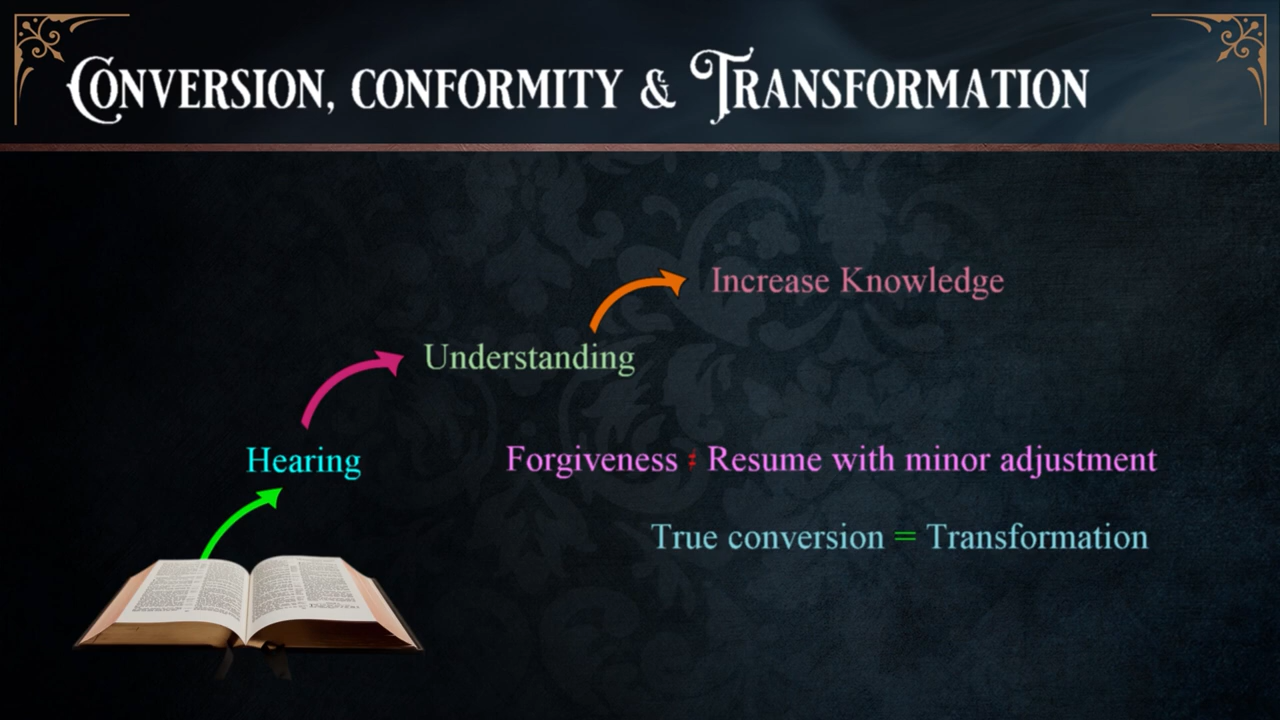 Conversion, conformity & Transformation
Increase Knowledge
Understanding
Hearing
Forgiveness ≠ Resume with minor adjustment
True conversion = Transformation